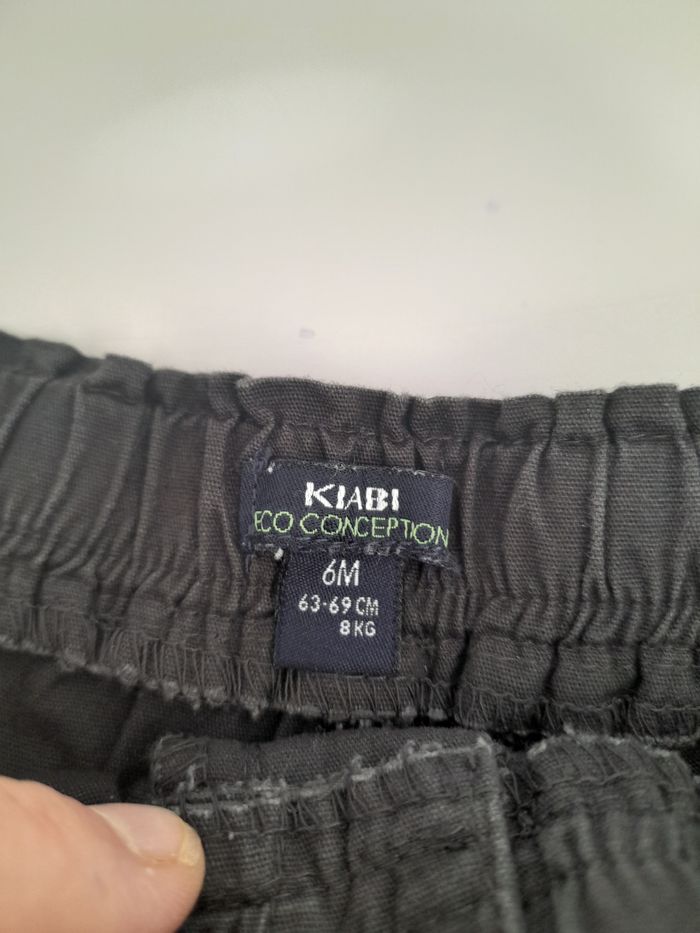 KIABI
ECO CONCEPTION
6M
63-69 CM
8 KG